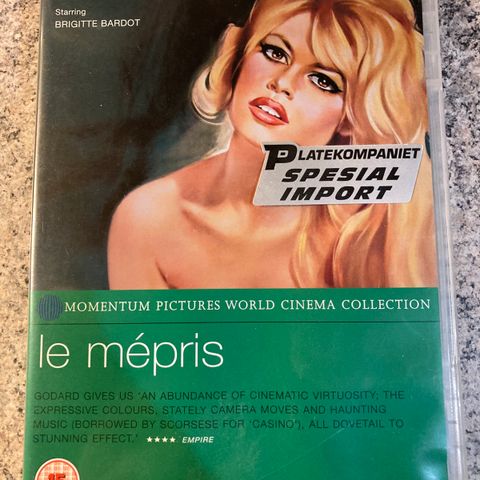 Starring
BRIGITTE BARDOT
PLATEKOMPANIET
SPESIAL
IMPORT
MOMENTUM PICTURES WORLD CINEMA COLLECTION
le mépris
GODARD GIVES US 'AN ABUNDANCE OF CINEMATIC VIRTUOSITY; THE
EXPRESSIVE COLOURS, STATELY CAMERA MOVES AND HAUNTING
MUSIC (BORROWED BY SCORSESE FOR 'CASINO'), ALL DOVETAIL TO
STUNNING EFFECT.' ★★★★ EMPIRE
15